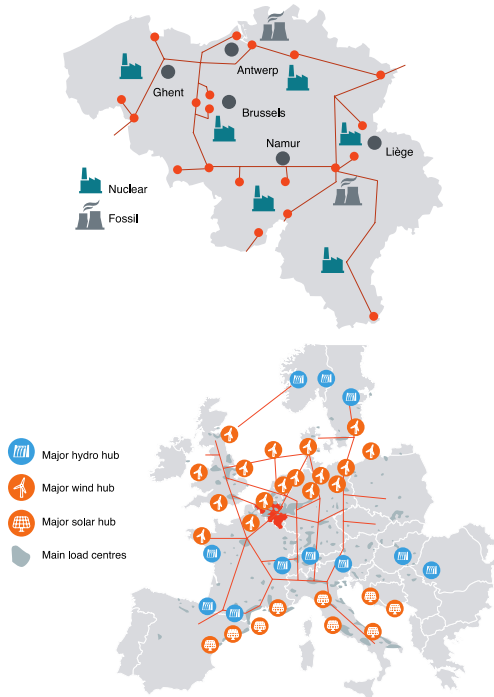 Antwerp
Ghent
Brussels
Namur
Liège
Nuclear
Fossil
Major hydro hub
Major wind hub
Major solar hub
Main load centres